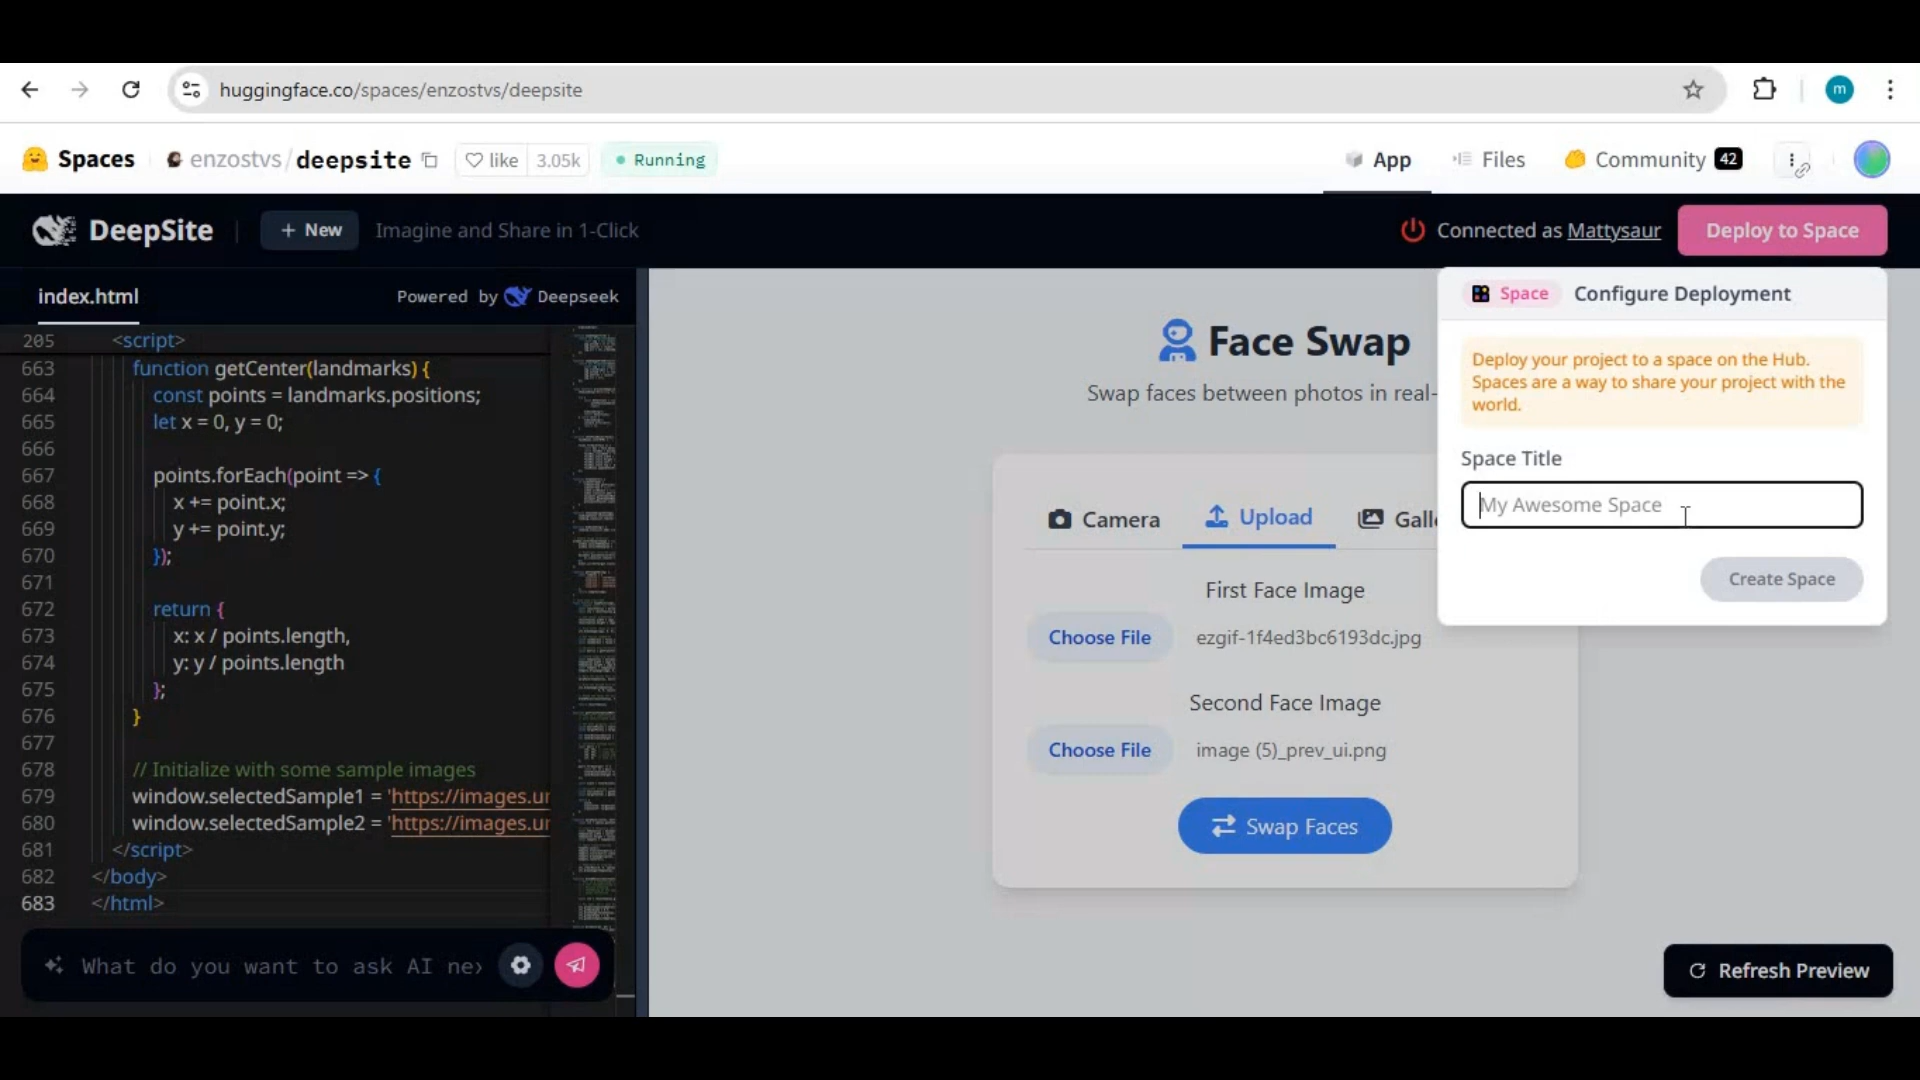 huggingface.co/spaces/enzostvs/deepsite
m
Spaces enzostvs/deepsite like 3.05k Running App Files Community 42
DeepSite + New Imagine and Share in 1-Click Connected as Mattysaur Deploy to Space
index.html Powered by Deepseek
205 <script>
663 function getCenter(landmarks) {
664 const points = landmarks.positions;
665 let x = 0, y = 0;
666
667 points.forEach(point => {
668 x += point.x;
669 y += point.y;
670 });
671
672 return {
673 x: x / points.length,
674 y: y / points.length
675 };
676 }
677
678 // Initialize with some sample images
679 window.selectedSample1 = 'https://images.un
680 window.selectedSample2 = 'https://images.un
681 </script>
682 </body>
683 </html>
What do you want to ask AI nex
Face Swap
Swap faces between photos in real-
Camera Upload Galle
First Face Image
Choose File ezgif-1f4ed3bc6193dc.jpg
Second Face Image
Choose File image (5)_prev_ui.png
Swap Faces
Space Configure Deployment
Deploy your project to a space on the Hub.
Spaces are a way to share your project with the
world.
Space Title
My Awesome Space
Create Space
Refresh Preview